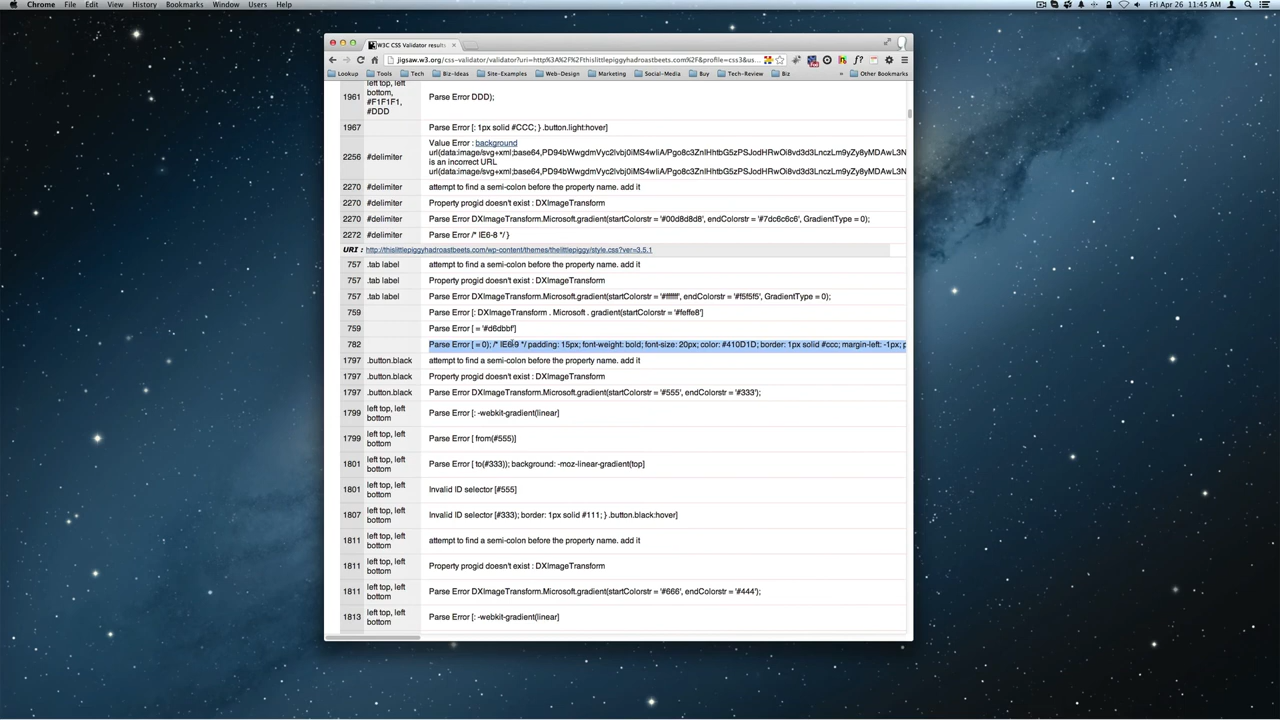 Chrome File Edit View History Bookmarks Window Users Help
Fri Apr 26 11:45 AM
W3C CSS Validator results
jigsaw.w3.org/css-validator/validator?uri=http%3A%2F%2Fthislittlepiggyhadroastbeets.com%2F&profile=css3&us...
Lookup Tools Tech Biz-Ideas Site-Examples Web-Design Marketing Social-Media Buy Tech-Review Biz » Other Bookmarks
left top, left
bottom,
1961 #F1F1F1, Parse Error DDD);
#DDD
1967 Parse Error [: 1px solid #CCC; } .button.light:hover]
Value Error : background
2256 #delimiter
is an incorrect URL
2270 #delimiter attempt to find a semi-colon before the property name. add it
2270 #delimiter Property progid doesn't exist : DXImageTransform
2270 #delimiter Parse Error DXImageTransform.Microsoft.gradient(startColorstr = '#00d8d8d8', endColorstr = '#7dc6c6c6', GradientType = 0);
2272 #delimiter Parse Error /* IE6-8 */ }
URI : http://thislittlepiggyhadroastbeets.com/wp-content/themes/thelittlepiggy/style.css?ver=3.5.1
757 .tab label attempt to find a semi-colon before the property name. add it
757 .tab label Property progid doesn't exist : DXImageTransform
757 .tab label Parse Error DXImageTransform.Microsoft.gradient(startColorstr = '#ffffff', endColorstr = '#f5f5f5', GradientType = 0);
759 Parse Error [: DXImageTransform . Microsoft . gradient(startColorstr = '#feffe8']
759 Parse Error [ = '#d6dbbf']
782 Parse Error [ = 0); /* IE6-9 */ padding: 15px; font-weight: bold; font-size: 20px; color: #410D1D; border: 1px solid #ccc; margin-left: -1px; p
1797 .button.black attempt to find a semi-colon before the property name. add it
1797 .button.black Property progid doesn't exist : DXImageTransform
1797 .button.black Parse Error DXImageTransform.Microsoft.gradient(startColorstr = '#555', endColorstr = '#333');
1799 left top, left bottom Parse Error [: -webkit-gradient(linear]
1799 left top, left bottom Parse Error [ from(#555)]
1801 left top, left bottom Parse Error [ to(#333)); background: -moz-linear-gradient(top]
1801 left top, left bottom Invalid ID selector [#555]
1807 left top, left bottom Invalid ID selector [#333); border: 1px solid #111; } .button.black:hover]
1811 left top, left bottom attempt to find a semi-colon before the property name. add it
1811 left top, left bottom Property progid doesn't exist : DXImageTransform
1811 left top, left bottom Parse Error DXImageTransform.Microsoft.gradient(startColorstr = '#666', endColorstr = '#444');
1813 left top, left bottom Parse Error [: -webkit-gradient(linear]